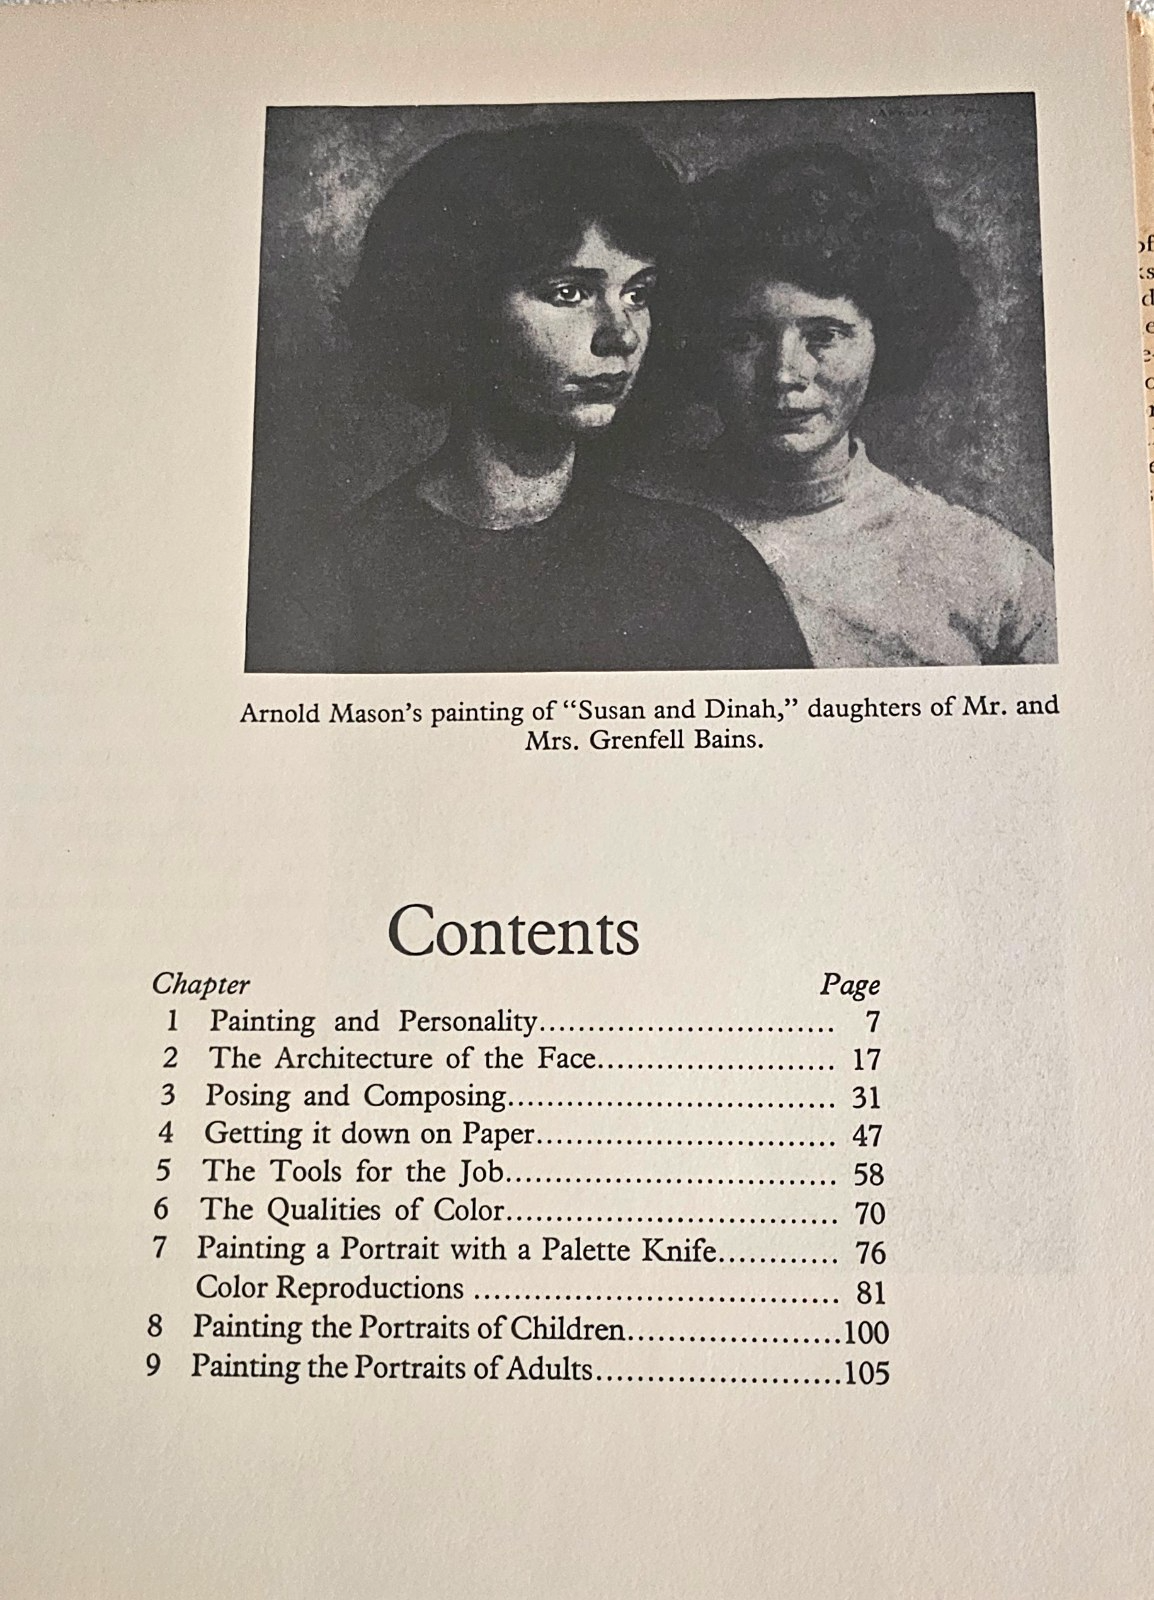 Arnold Mason's painting of “Susan and Dinah,” daughters of Mr. and
Mrs. Grenfell Bains.
Contents
Chapter Page
1 Painting and Personality.............................. 7
2 The Architecture of the Face........................ 17
3 Posing and Composing................................. 31
4 Getting it down on Paper.............................. 47
5 The Tools for the Job.................................. 58
6 The Qualities of Color.................................. 70
7 Painting a Portrait with a Palette Knife............ 76
Color Reproductions ..................................... 81
8 Painting the Portraits of Children......................100
9 Painting the Portraits of Adults.........................105